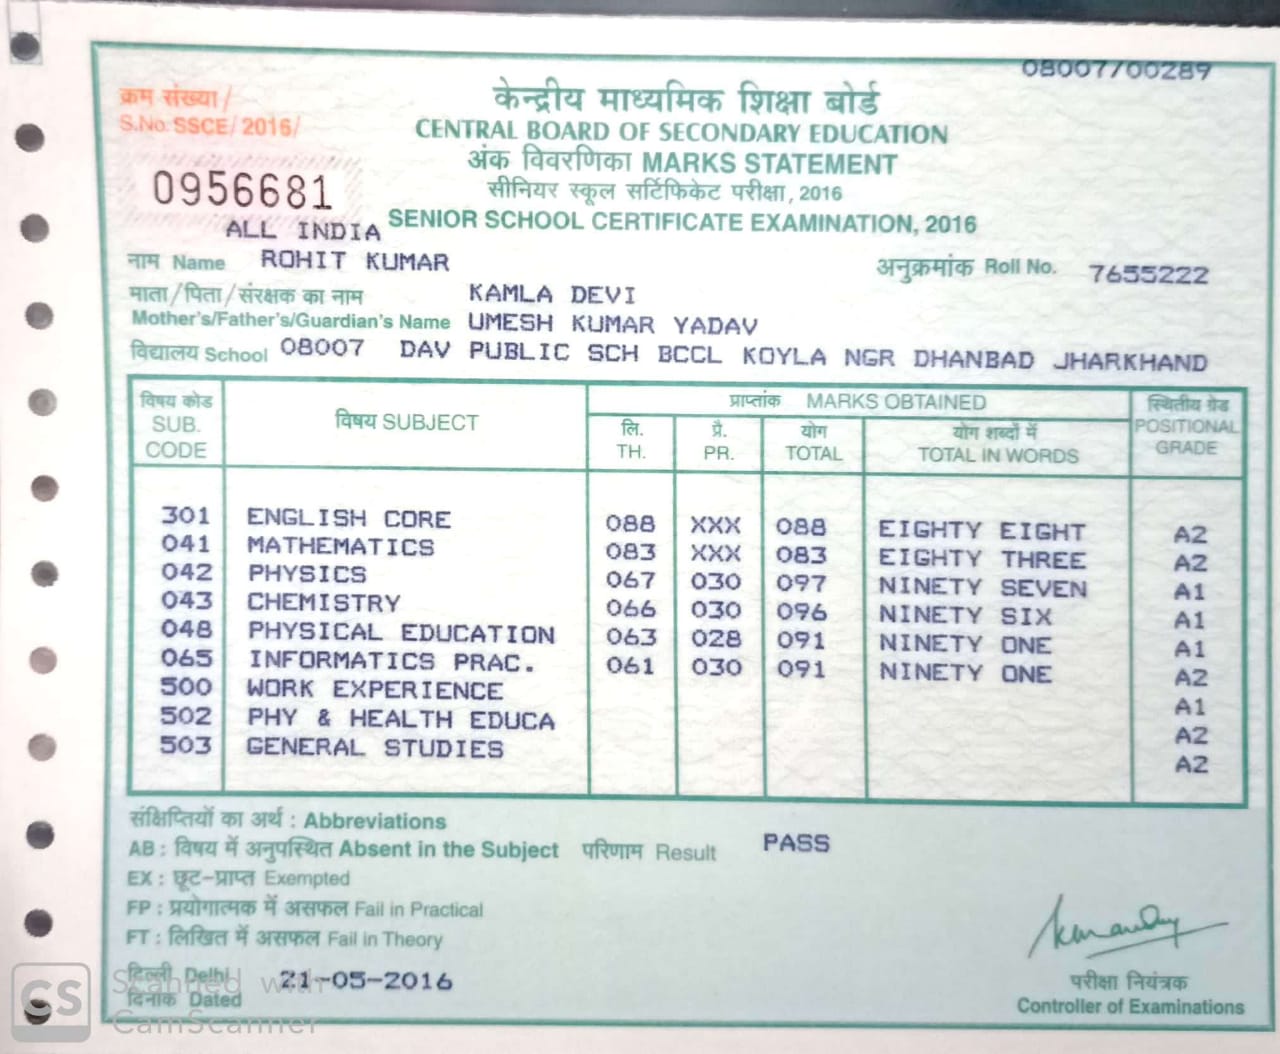 08007/00289
क्रम संख्या/
S.No. SSCE/2016/
0956681
केन्द्रीय माध्यमिक शिक्षा बोर्ड
CENTRAL BOARD OF SECONDARY EDUCATION
अंक विवरणिका MARKS STATEMENT
सीनियर स्कूल सर्टिफिकेट परीक्षा, 2016
SENIOR SCHOOL CERTIFICATE EXAMINATION, 2016
ALL INDIA
नाम Name ROHIT KUMAR अनुक्रमांक Roll No. 7655222
माता/पिता/संरक्षक का नाम KAMLA DEVI
Mother's/Father's/Guardian's Name UMESH KUMAR YADAV
विद्यालय School 08007 DAV PUBLIC SCH BCCL KOYLA NGR DHANBAD JHARKHAND
विषय कोड SUB. CODE विषय SUBJECT प्राप्तांक MARKS OBTAINED स्थितीय ग्रेड POSITIONAL GRADE
लि. TH. प्रै. PR. योग TOTAL योग शब्दों में TOTAL IN WORDS
301 ENGLISH CORE 088 XXX 088 EIGHTY EIGHT A2
041 MATHEMATICS 083 XXX 083 EIGHTY THREE A2
042 PHYSICS 067 030 097 NINETY SEVEN A1
043 CHEMISTRY 066 030 096 NINETY SIX A1
048 PHYSICAL EDUCATION 063 028 091 NINETY ONE A1
065 INFORMATICS PRAC. 061 030 091 NINETY ONE A2
500 WORK EXPERIENCE A1
502 PHY & HEALTH EDUCA A2
503 GENERAL STUDIES A2
संक्षिप्तियों का अर्थ : Abbreviations
AB : विषय में अनुपस्थित Absent in the Subject परिणाम Result PASS
EX : छूट-प्राप्त Exempted
FP : प्रयोगात्मक में असफल Fail in Practical
FT : लिखित में असफल Fail in Theory
दिल्ली Delhi
दिनांक Dated 21-05-2016
परीक्षा नियंत्रक
Controller of Examinations
CS Scanned with
CamScanner